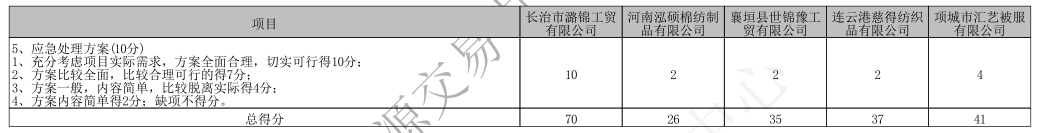 项目 长治市潞锦工贸有限公司 河南泓硕棉纺制品有限公司 襄垣县世锦豫工贸有限公司 连云港慈得纺织品有限公司 项城市汇艺被服有限公司
5、应急处理方案(10分)
1、充分考虑项目实际需求，方案全面合理，切实可行得10分；
2、方案比较全面，比较合理可行的得7分；
3、方案一般，内容简单，比较脱离实际得4分；
4、方案内容简单得2分；缺项不得分。
10 2 2 2 4
总得分 70 26 35 37 41
源交易中心